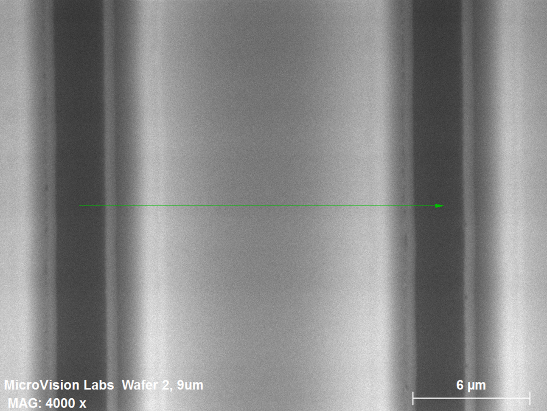 MicroVision Labs  Wafer 2, 9um
6 µm
MAG: 4000 x